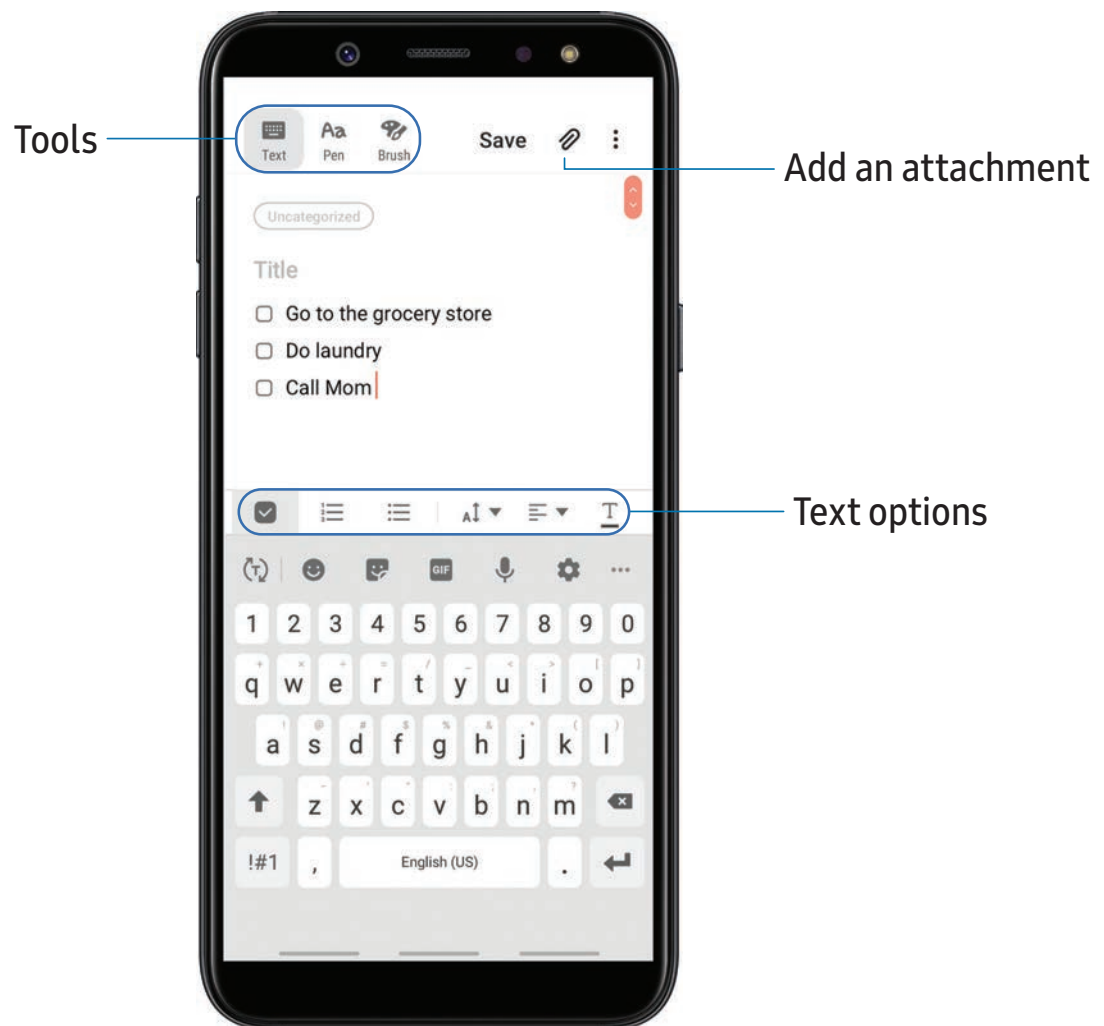 Tools
Text Pen Brush
Aa
Save
Add an attachment
Uncategorized
Title
Go to the grocery store
Do laundry
Call Mom
Text options
A
T
T GIF
1 2 3 4 5 6 7 8 9 0
q w e r t y u i o p
a s d f g h j k l
z x c v b n m
!#1 , English (US) .